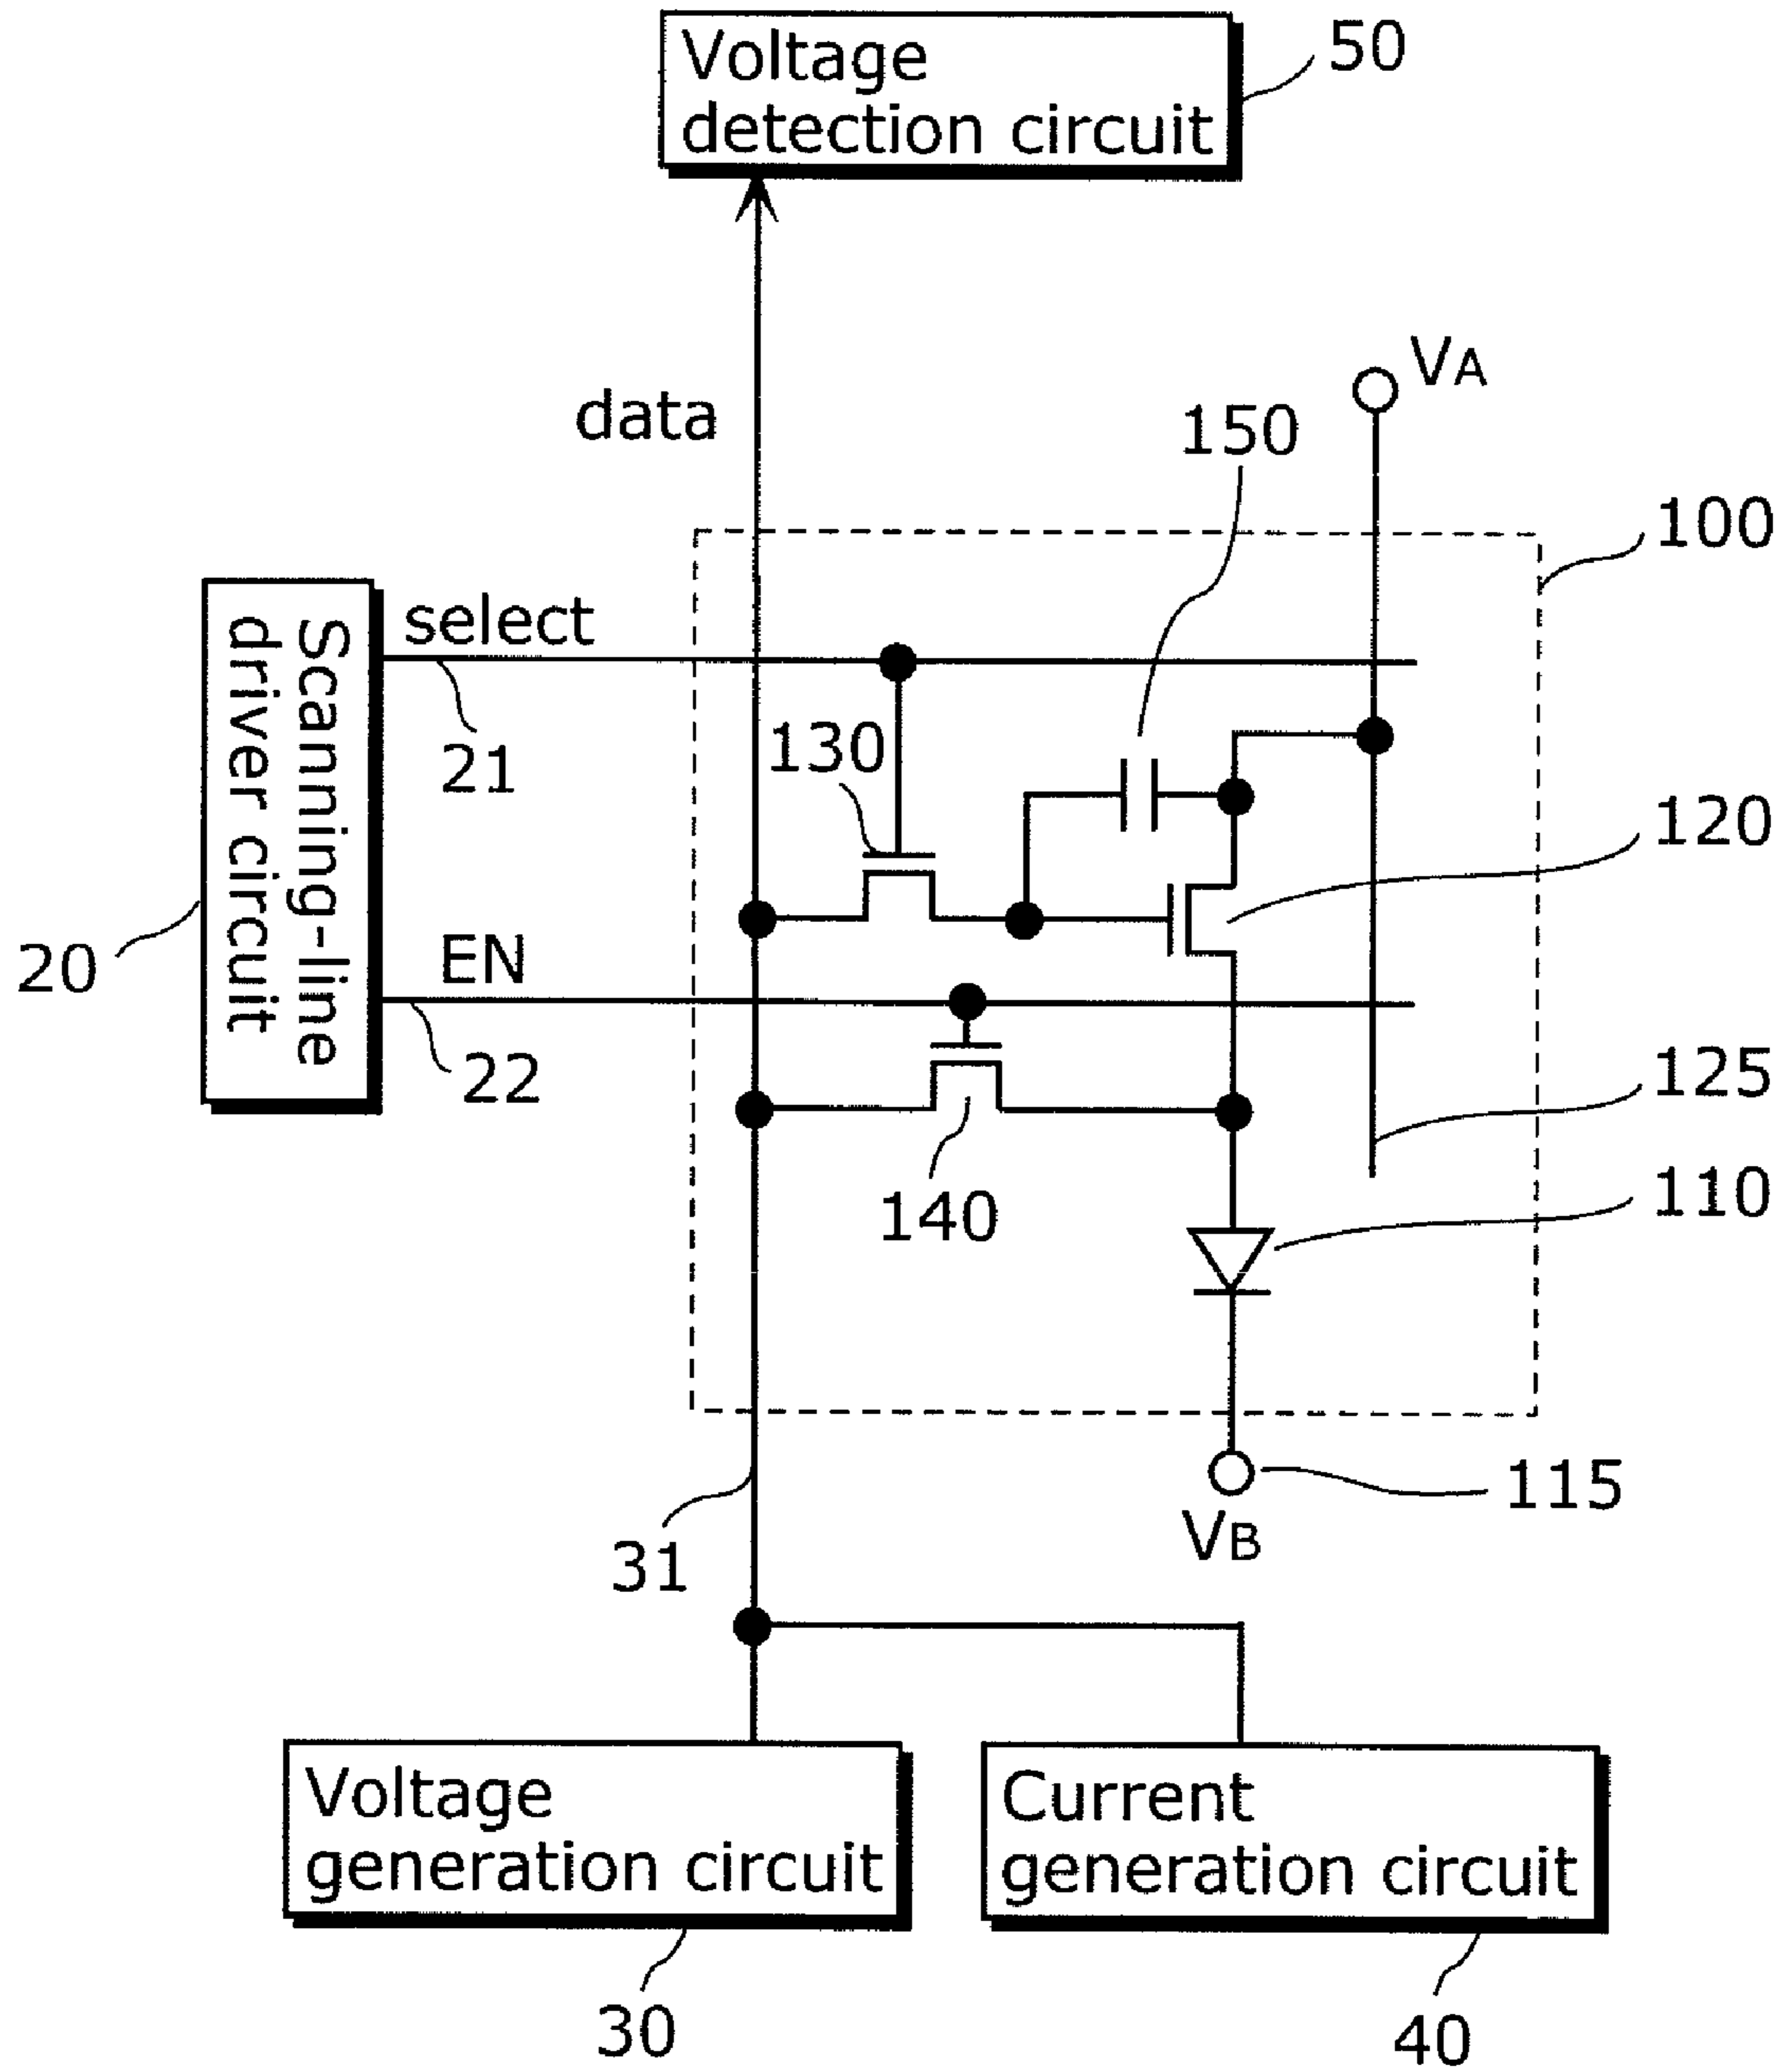 Voltage
detection circuit
50
VA
data
150
100
select
Scanning-line
driver circuit
21
130
120
EN
20
22
125
140
110
115
31
VB
Voltage
generation circuit
Current
generation circuit
30
40